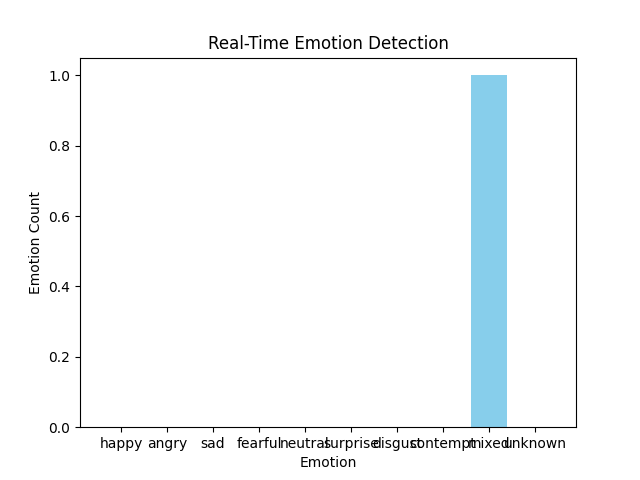 Real-Time Emotion Detection
Emotion Count
1.0
0.8
0.6
0.4
0.2
0.0
happy angry sad fearful neutral surprise disgust contempt mixed unknown
Emotion